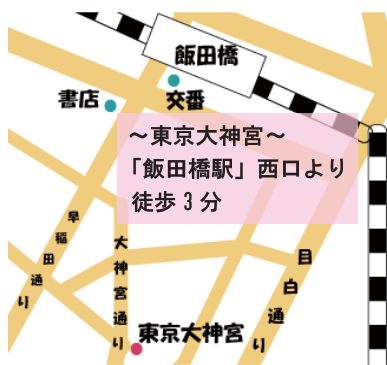 飯田橋
書店
交番
～東京大神宮～
「飯田橋駅」西口より
徒歩3分
早稲田通り
大神宮通り
目白通り
東京大神宮